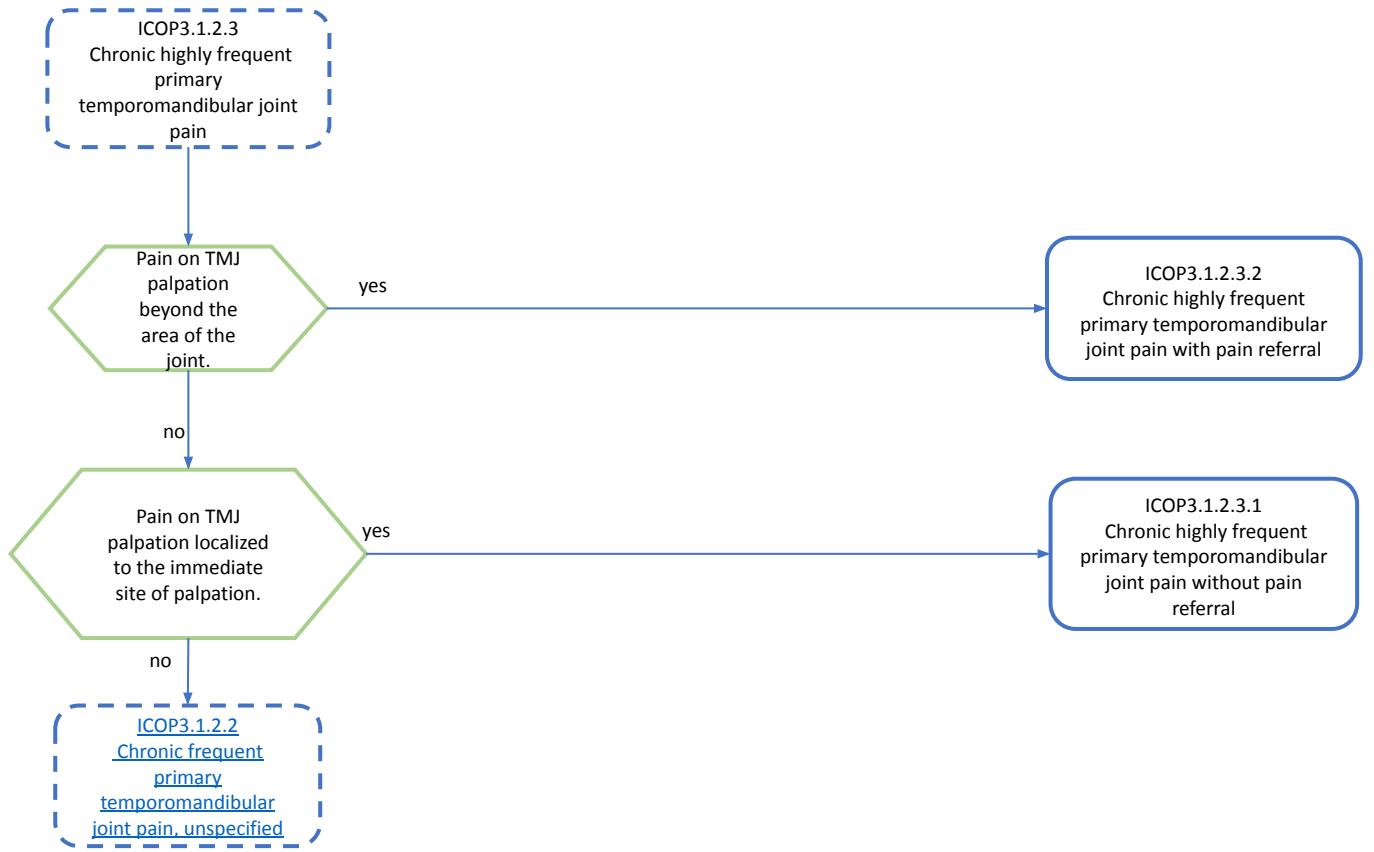 ICOP3.1.2.3
Chronic highly frequent
primary
temporomandibular joint
pain
Pain on TMJ
palpation
beyond the
area of the
joint.
yes
ICOP3.1.2.3.2
Chronic highly frequent
primary temporomandibular
joint pain with pain referral
no
Pain on TMJ
palpation localized
to the immediate
site of palpation.
yes
ICOP3.1.2.3.1
Chronic highly frequent
primary temporomandibular
joint pain without pain
referral
no
ICOP3.1.2.2
Chronic frequent
primary
temporomandibular
joint pain, unspecified